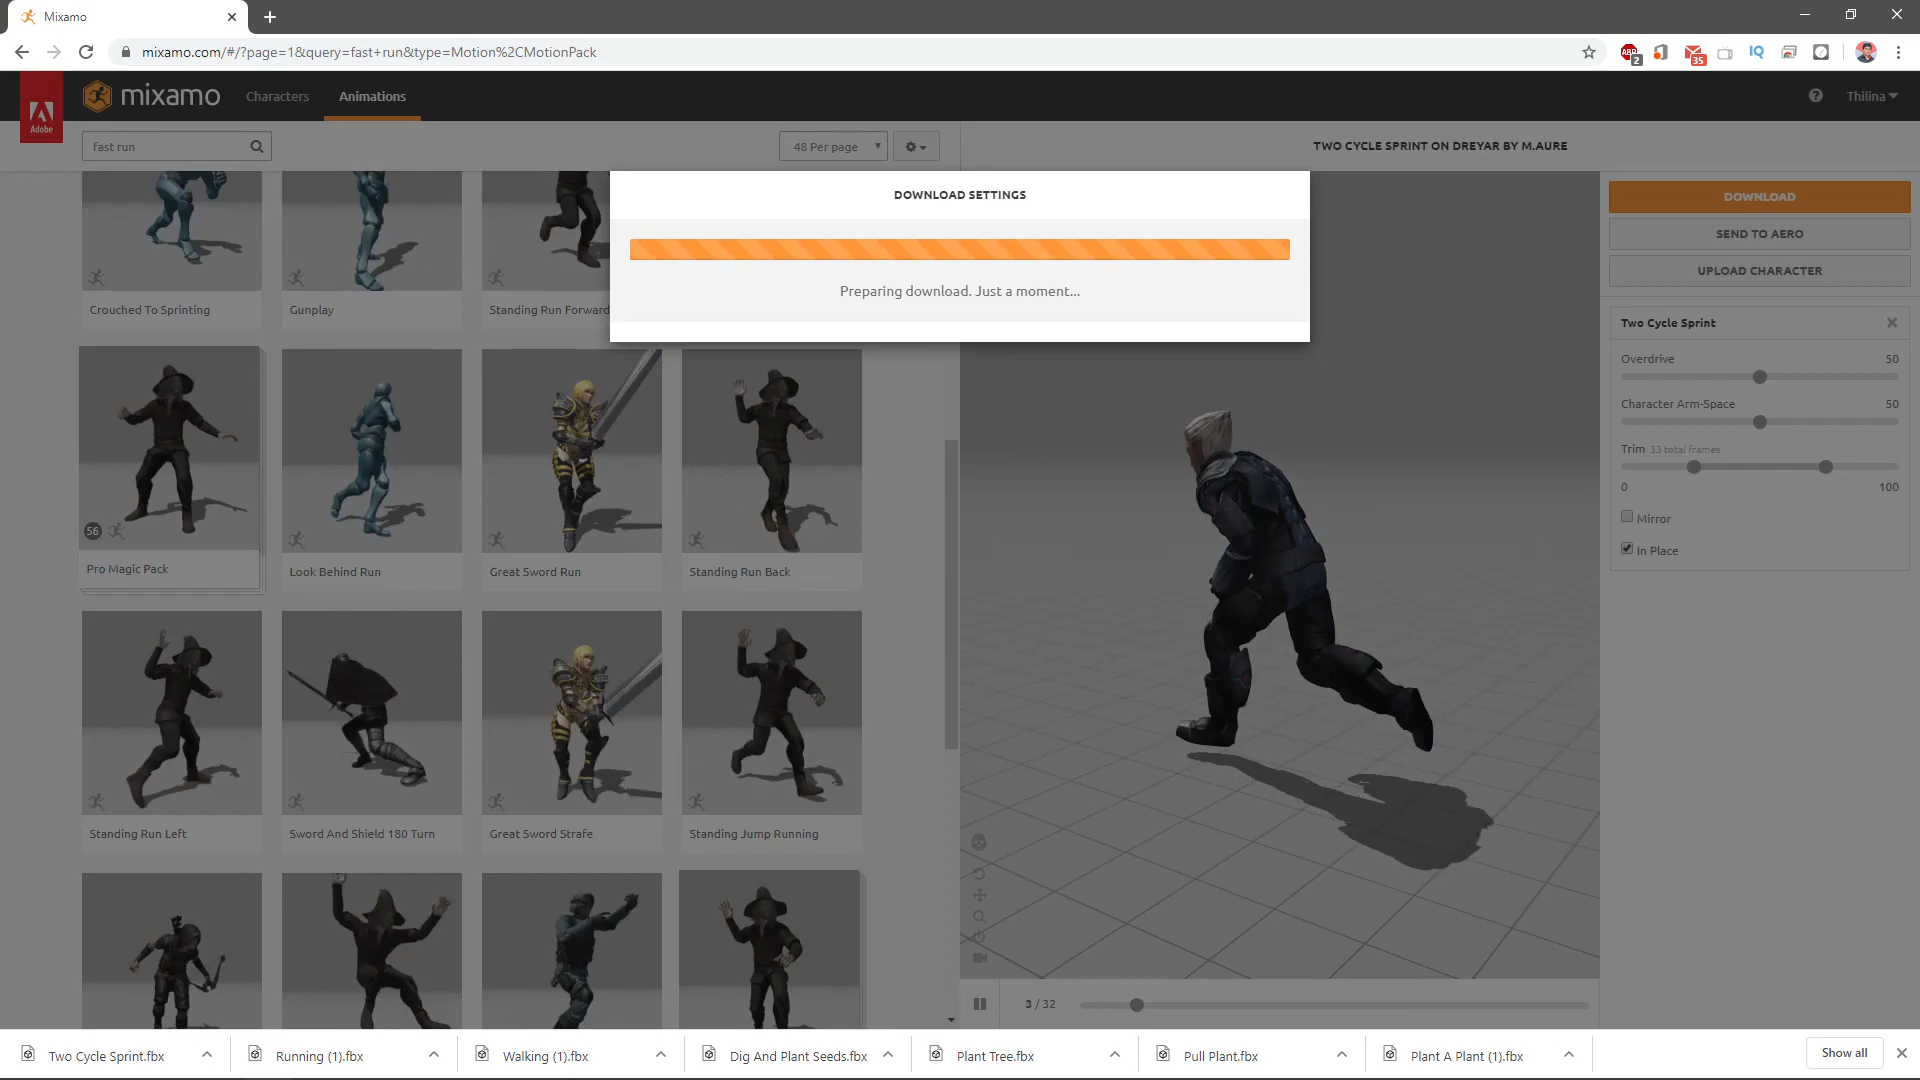 Mixamo
mixamo.com/#/?page=1&query=fast+run&type=Motion%2CMotionPack
ABP
2
35
IQ
Adobe
mixamo
Characters
Animations
Thilina
fast run
48 Per page
TWO CYCLE SPRINT ON DREYAR BY M.AURE
DOWNLOAD SETTINGS
Preparing download. Just a moment...
DOWNLOAD
SEND TO AERO
UPLOAD CHARACTER
Crouched To Sprinting
Gunplay
Standing Run Forward
Two Cycle Sprint
Overdrive
50
Character Arm-Space
50
Trim 33 total frames
0
100
Mirror
In Place
56
Pro Magic Pack
Look Behind Run
Great Sword Run
Standing Run Back
Standing Run Left
Sword And Shield 180 Turn
Great Sword Strafe
Standing Jump Running
3 / 32
Two Cycle Sprint.fbx
Running (1).fbx
Walking (1).fbx
Dig And Plant Seeds.fbx
Plant Tree.fbx
Pull Plant.fbx
Plant A Plant (1).fbx
Show all